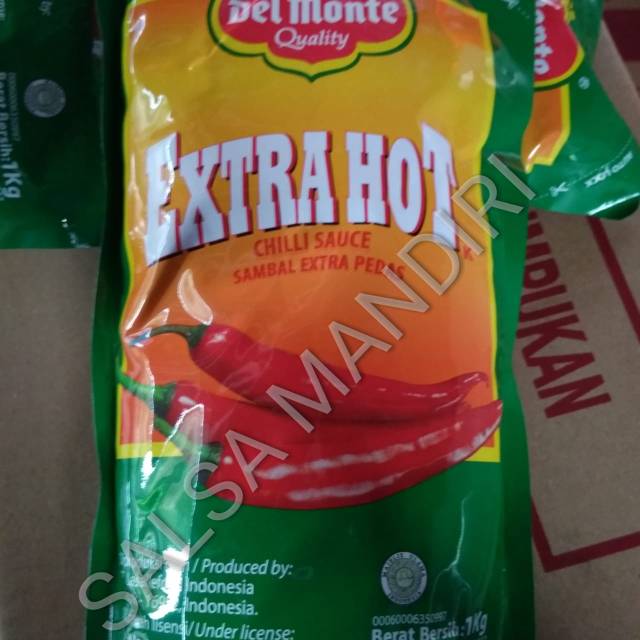 Del Monte
Quality
EXTRA HOT
CHILLI SAUCE
SAMBAL EXTRA PEDAS
SALSA MANDIRI
/ Produced by:
Indonesia
Indonesia.
/ Under license:
00060006350997
Berat Bersih:1Kg
Berat Bersih:1Kg